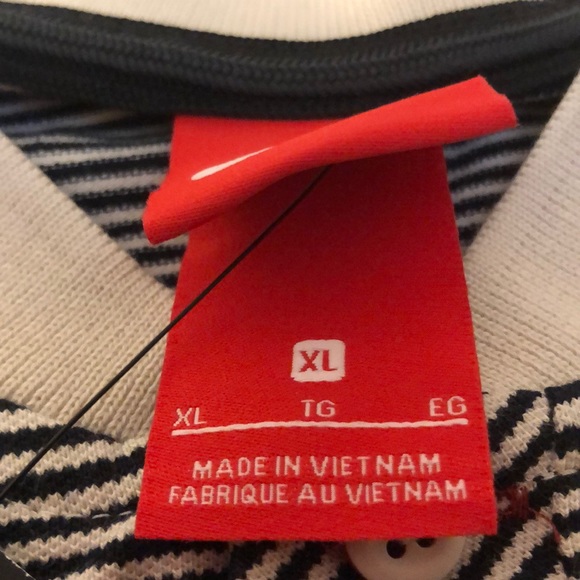 XL
XL TG EG
MADE IN VIETNAM
FABRIQUE AU VIETNAM